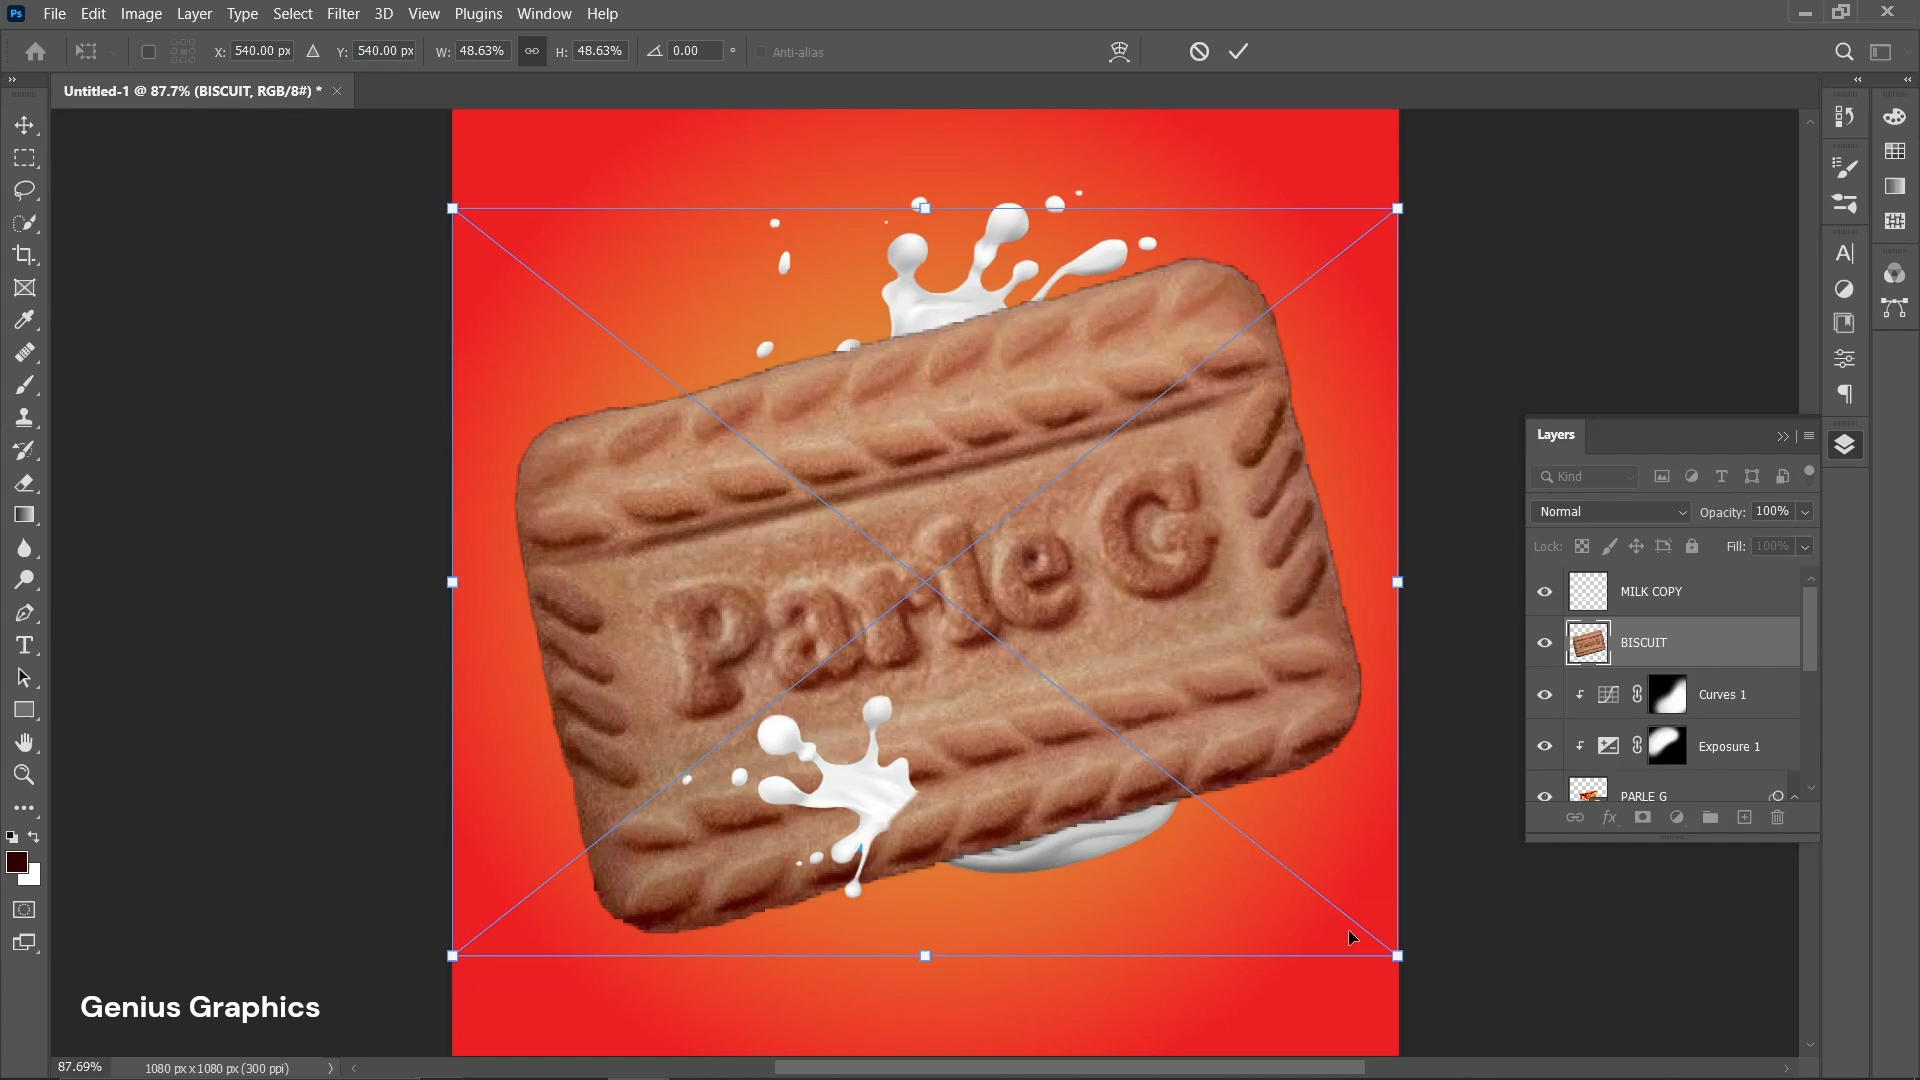 File Edit Image Layer Type Select Filter 3D View Plugins Window Help
X: 540.00 px Y: 540.00 px W: 48.63% H: 48.63% 0.00 ° Anti-alias
Untitled-1 @ 87.7% (BISCUIT, RGB/8#) *
Parle G
Layers
Kind
Normal Opacity: 100%
Lock: Fill: 100%
MILK COPY
BISCUIT
Curves 1
Exposure 1
PARLE G
Genius Graphics
87.69% 1080 px x 1080 px (300 ppi)